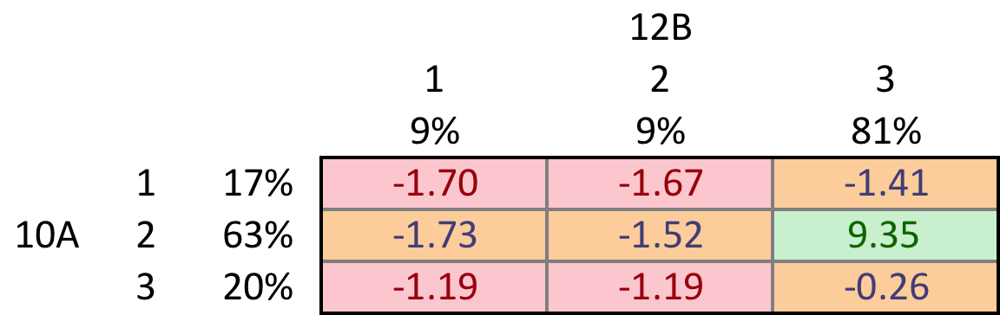 12B
1 2 3
9% 9% 81%
1 17% -1.70 -1.67 -1.41
10A 2 63% -1.73 -1.52 9.35
3 20% -1.19 -1.19 -0.26